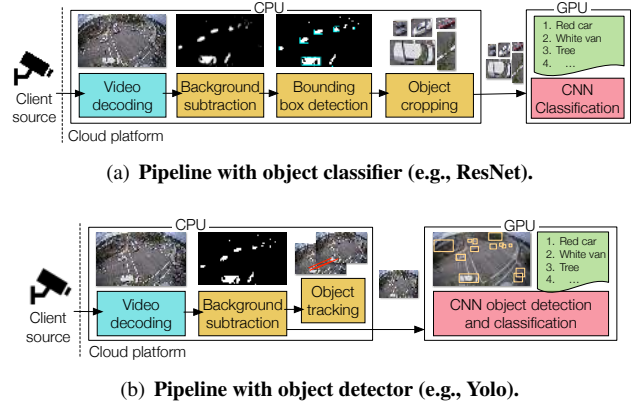 CPU
GPU
1. Red car
2. White van
3. Tree
4. ...
Client
source
Video
decoding
Background
subtraction
Bounding
box detection
Object
cropping
CNN
Classification
Cloud platform
(a) Pipeline with object classifier (e.g., ResNet).
CPU
GPU
1. Red car
2. White van
3. Tree
4. ...
Client
source
Video
decoding
Background
subtraction
Object
tracking
CNN object detection
and classification
Cloud platform
(b) Pipeline with object detector (e.g., Yolo).